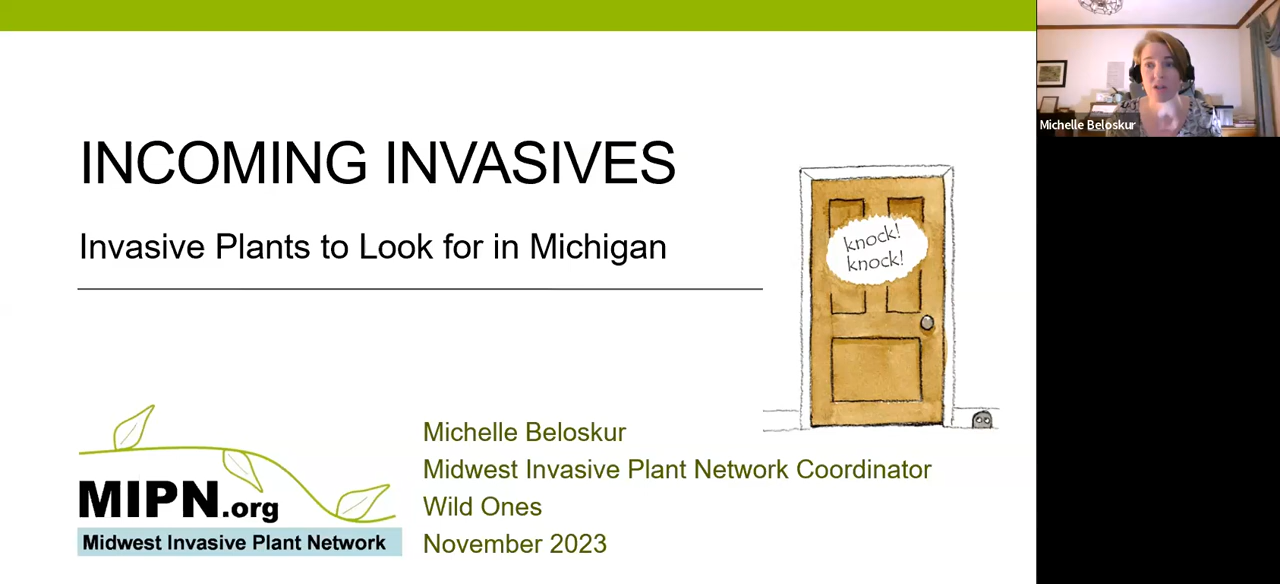 INCOMING INVASIVES
Invasive Plants to Look for in Michigan
knock!
knock!
MIPN.org
Midwest Invasive Plant Network
Michelle Beloskur
Midwest Invasive Plant Network Coordinator
Wild Ones
November 2023
Michelle Beloskur